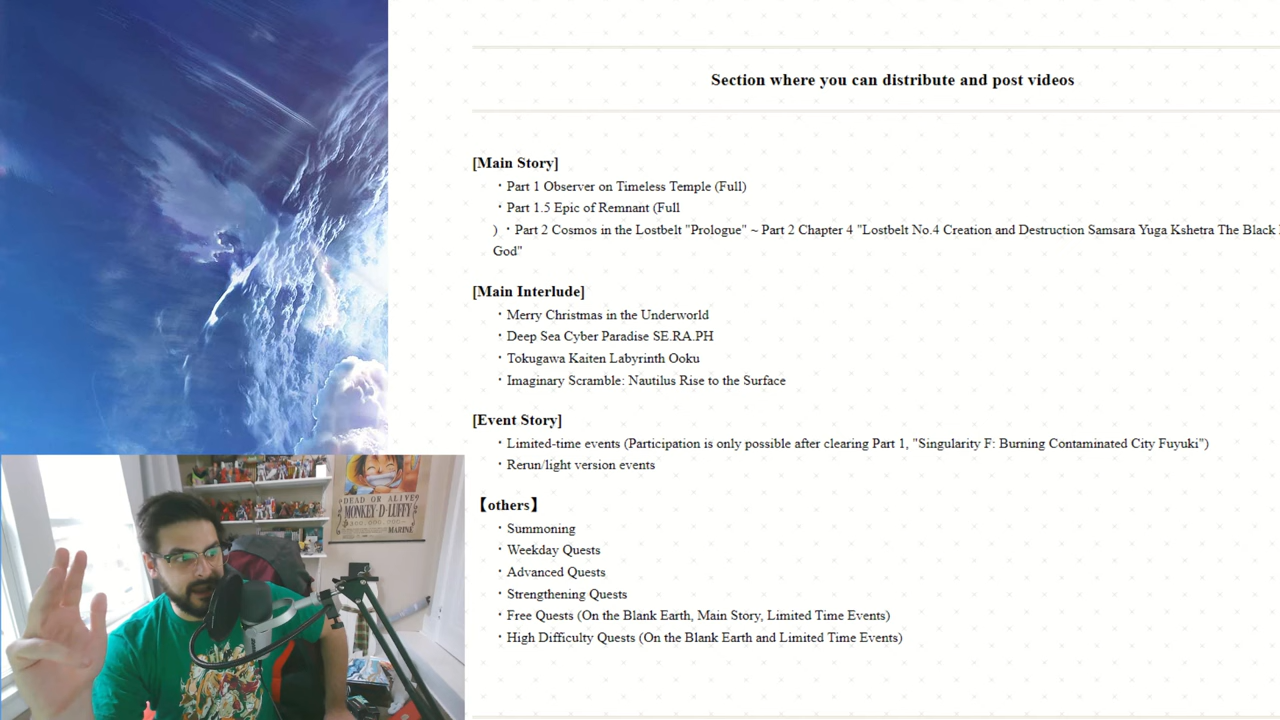 Section where you can distribute and post videos
[Main Story]
・Part 1 Observer on Timeless Temple (Full)
・Part 1.5 Epic of Remnant (Full
) ・Part 2 Cosmos in the Lostbelt "Prologue" ~ Part 2 Chapter 4 "Lostbelt No.4 Creation and Destruction Samsara Yuga Kshetra The Black
God"
[Main Interlude]
・Merry Christmas in the Underworld
・Deep Sea Cyber Paradise SE.RA.PH
・Tokugawa Kaiten Labyrinth Ooku
・Imaginary Scramble: Nautilus Rise to the Surface
[Event Story]
・Limited-time events (Participation is only possible after clearing Part 1, "Singularity F: Burning Contaminated City Fuyuki")
・Rerun/light version events
【others】
・Summoning
・Weekday Quests
・Advanced Quests
・Strengthening Quests
・Free Quests (On the Blank Earth, Main Story, Limited Time Events)
・High Difficulty Quests (On the Blank Earth and Limited Time Events)
DEAD OR ALIVE
MONKEY·D·LUFFY
MARINE